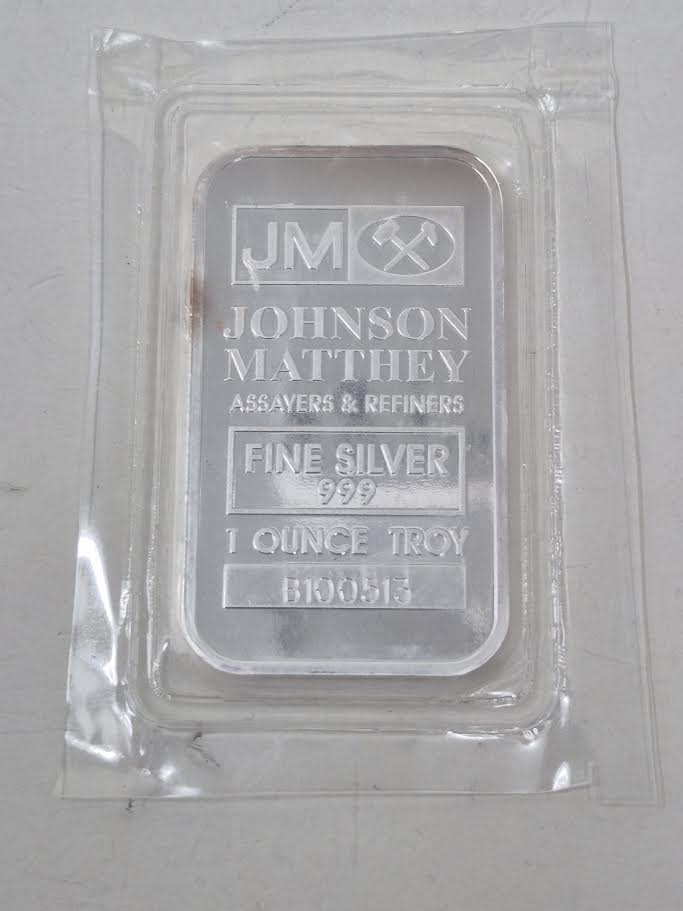 JM
JOHNSON
MATTHEY
ASSAYERS & REFINERS
FINE SILVER
999
1 OUNCE TROY
B100513